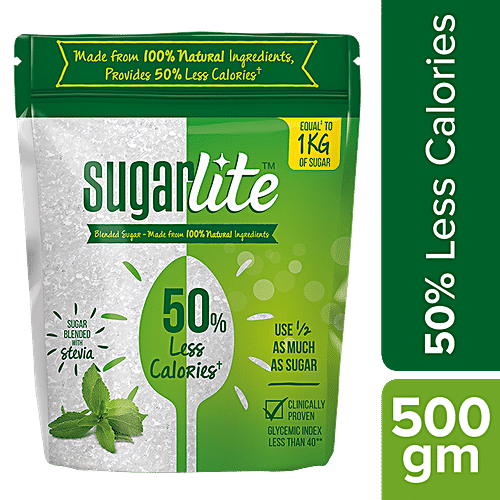 Made from 100% Natural Ingredients,
Provides 50% Less Calories†
EQUAL‡ TO
1KG
OF SUGAR
sugarlite™
Blended Sugar - Made from 100% Natural Ingredients
50%
Less
Calories†
SUGAR
BLENDED
WITH
stevia
USE 1/2
AS MUCH
AS SUGAR
CLINICALLY
PROVEN
GLYCEMIC INDEX
LESS THAN 40**
50% Less Calories
500
gm